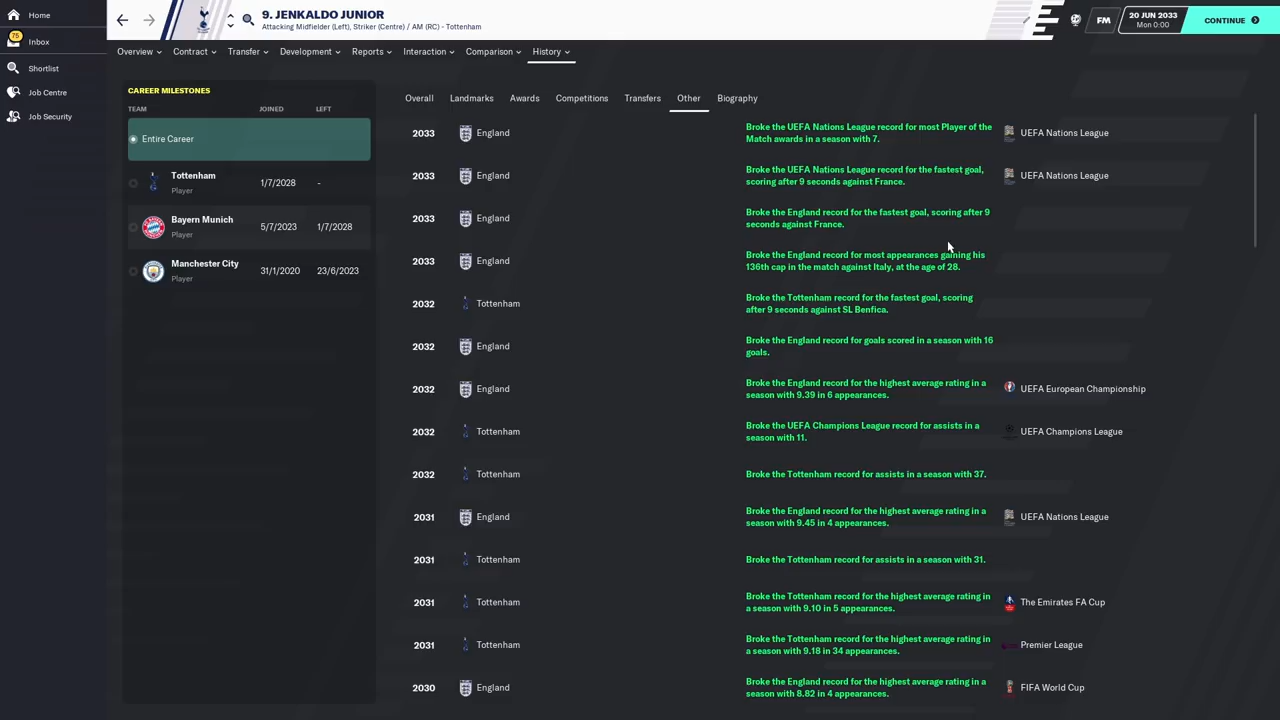 Home
75
Inbox
Shortlist
Job Centre
Job Security
9. JENKALDO JUNIOR
Attacking Midfielder (Left), Striker (Centre) / AM (RC) - Tottenham
FM
20 JUN 2033
Mon 0:00
CONTINUE
Overview
Contract
Transfer
Development
Reports
Interaction
Comparison
History
CAREER MILESTONES
TEAM JOINED LEFT
Entire Career
Tottenham
Player
1/7/2028 -
Bayern Munich
Player
5/7/2023 1/7/2028
Manchester City
Player
31/1/2020 23/6/2023
Overall Landmarks Awards Competitions Transfers Other Biography
2033 England
Broke the UEFA Nations League record for most Player of the
Match awards in a season with 7.
UEFA Nations League
2033 England
Broke the UEFA Nations League record for the fastest goal,
scoring after 9 seconds against France.
UEFA Nations League
2033 England
Broke the England record for the fastest goal, scoring after 9
seconds against France.
2033 England
Broke the England record for most appearances gaining his
136th cap in the match against Italy, at the age of 28.
2032 Tottenham
Broke the Tottenham record for the fastest goal, scoring
after 9 seconds against SL Benfica.
2032 England
Broke the England record for goals scored in a season with 16
goals.
2032 England
Broke the England record for the highest average rating in a
season with 9.39 in 6 appearances.
UEFA European Championship
2032 Tottenham
Broke the UEFA Champions League record for assists in a
season with 11.
UEFA Champions League
2032 Tottenham
Broke the Tottenham record for assists in a season with 37.
2031 England
Broke the England record for the highest average rating in a
season with 9.45 in 4 appearances.
UEFA Nations League
2031 Tottenham
Broke the Tottenham record for assists in a season with 31.
2031 Tottenham
Broke the Tottenham record for the highest average rating in
a season with 9.10 in 5 appearances.
The Emirates FA Cup
2031 Tottenham
Broke the Tottenham record for the highest average rating in
a season with 9.18 in 34 appearances.
Premier League
2030 England
Broke the England record for the highest average rating in a
season with 8.82 in 4 appearances.
FIFA World Cup